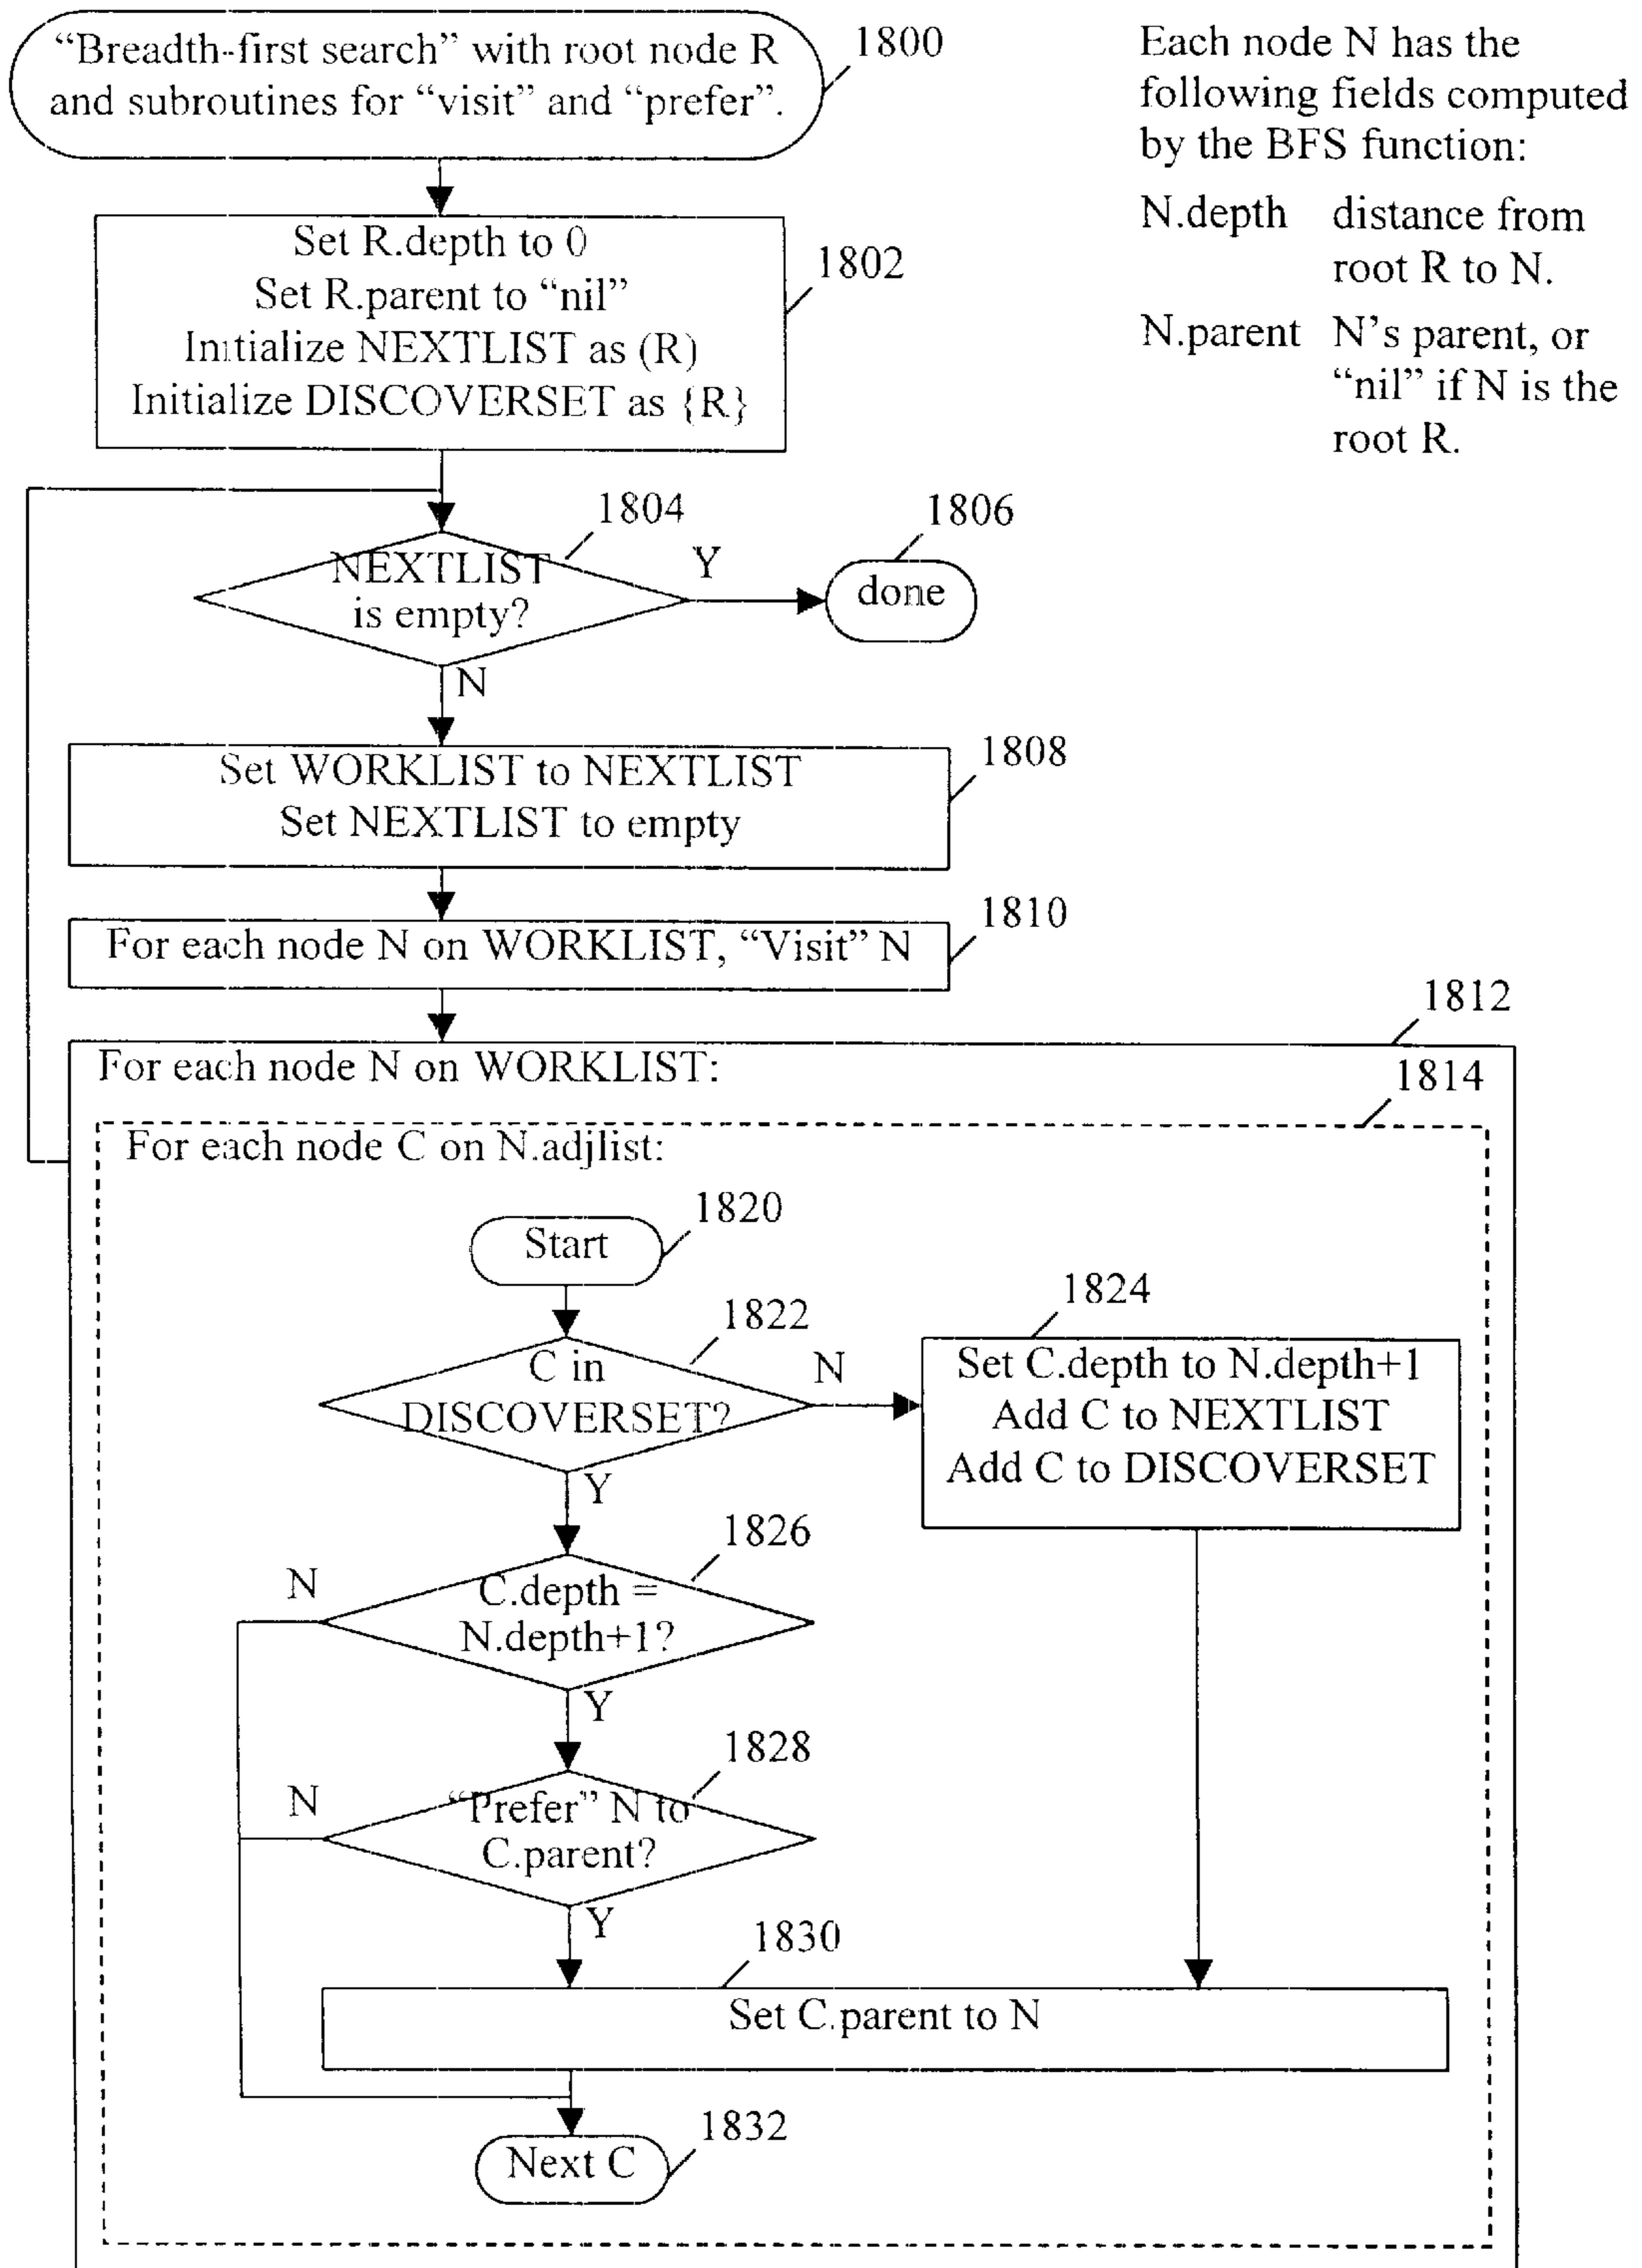 “Breadth-first search” with root node R
and subroutines for “visit” and “prefer”.
1800
Each node N has the
following fields computed
by the BFS function:
N.depth distance from
root R to N.
N.parent N’s parent, or
“nil” if N is the
root R.
Set R.depth to 0
Set R.parent to “nil”
Initialize NEXTLIST as (R)
Initialize DISCOVERSET as {R}
1802
NEXTLIST
is empty?
1804
Y
done
1806
N
Set WORKLIST to NEXTLIST
Set NEXTLIST to empty
1808
For each node N on WORKLIST, “Visit” N
1810
1812
For each node N on WORKLIST:
1814
For each node C on N.adjlist:
Start
1820
C in
DISCOVERSET?
1822
N
1824
Set C.depth to N.depth+1
Add C to NEXTLIST
Add C to DISCOVERSET
Y
1826
N
C.depth =
N.depth+1?
Y
1828
N
“Prefer” N to
C.parent?
Y
1830
Set C.parent to N
Next C
1832